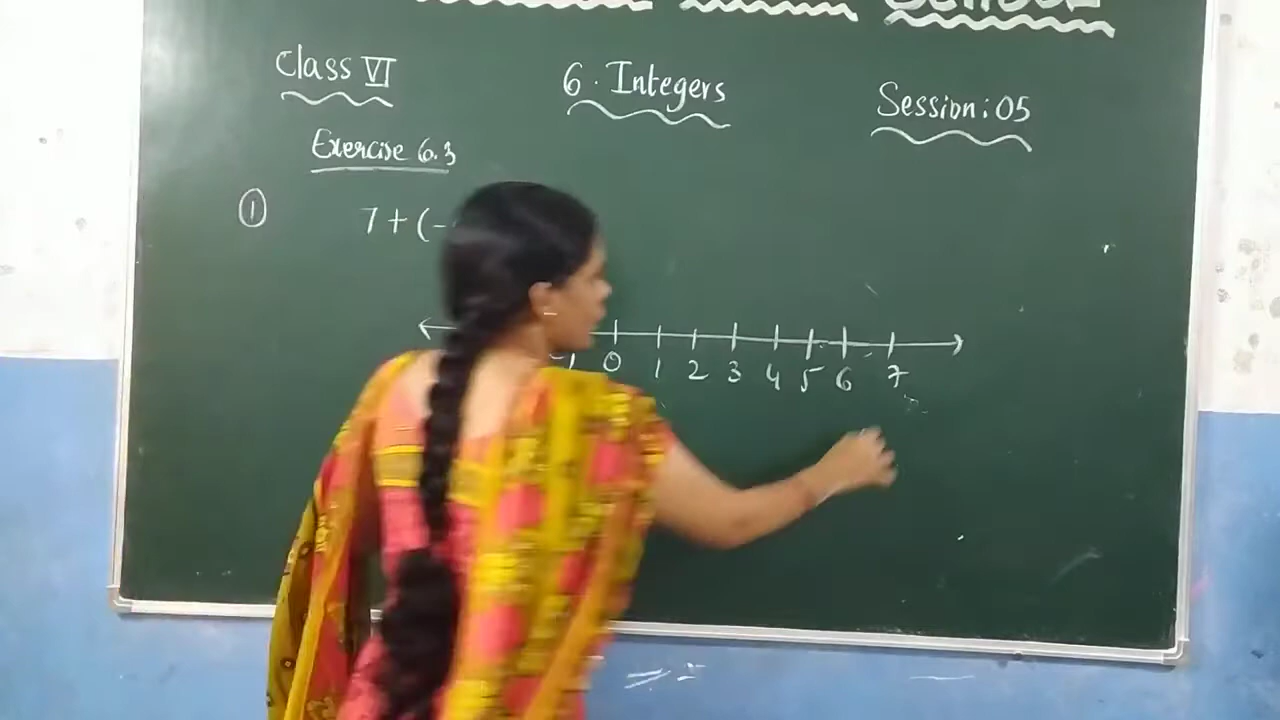 Class VI
6. Integers
Session: 05
Exercise 6.3
1
7 + (-
-1 0 1 2 3 4 5 6 7